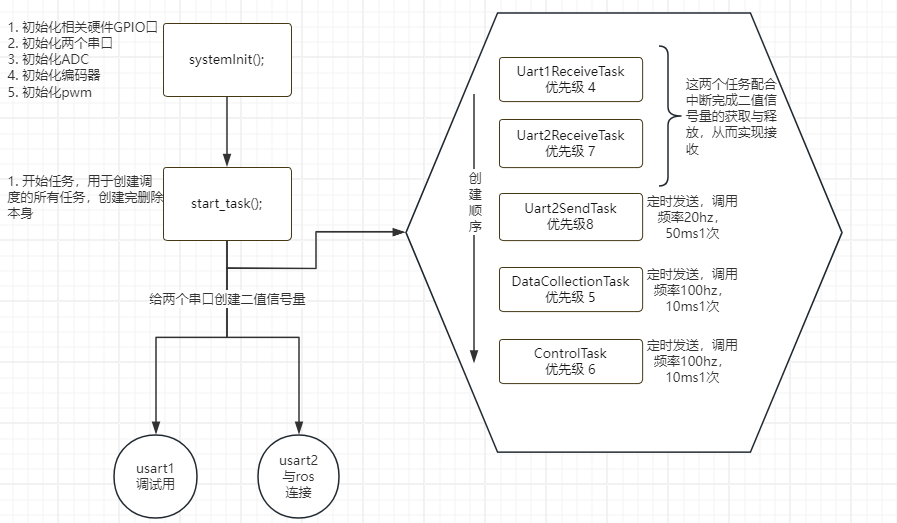 1. 初始化相关硬件GPIO口
2. 初始化两个串口
3. 初始化ADC
4. 初始化编码器
5. 初始化pwm
systemInit();
1. 开始任务，用于创建调
度的所有任务，创建完删除
本身
start_task();
给两个串口创建二值信号量
usart1
调试用
usart2
与ros
连接
创
建
顺
序
Uart1ReceiveTask
优先级 4
Uart2ReceiveTask
优先级 7
这两个任务配合
中断完成二值信
号量的获取与释
放，从而实现接
收
Uart2SendTask
优先级8
定时发送，调用
频率20hz，
50ms1次
DataCollectionTask
优先级 5
定时发送，调用
频率100hz，
10ms1次
ControlTask
优先级 6
定时发送，调用
频率100hz，
10ms1次